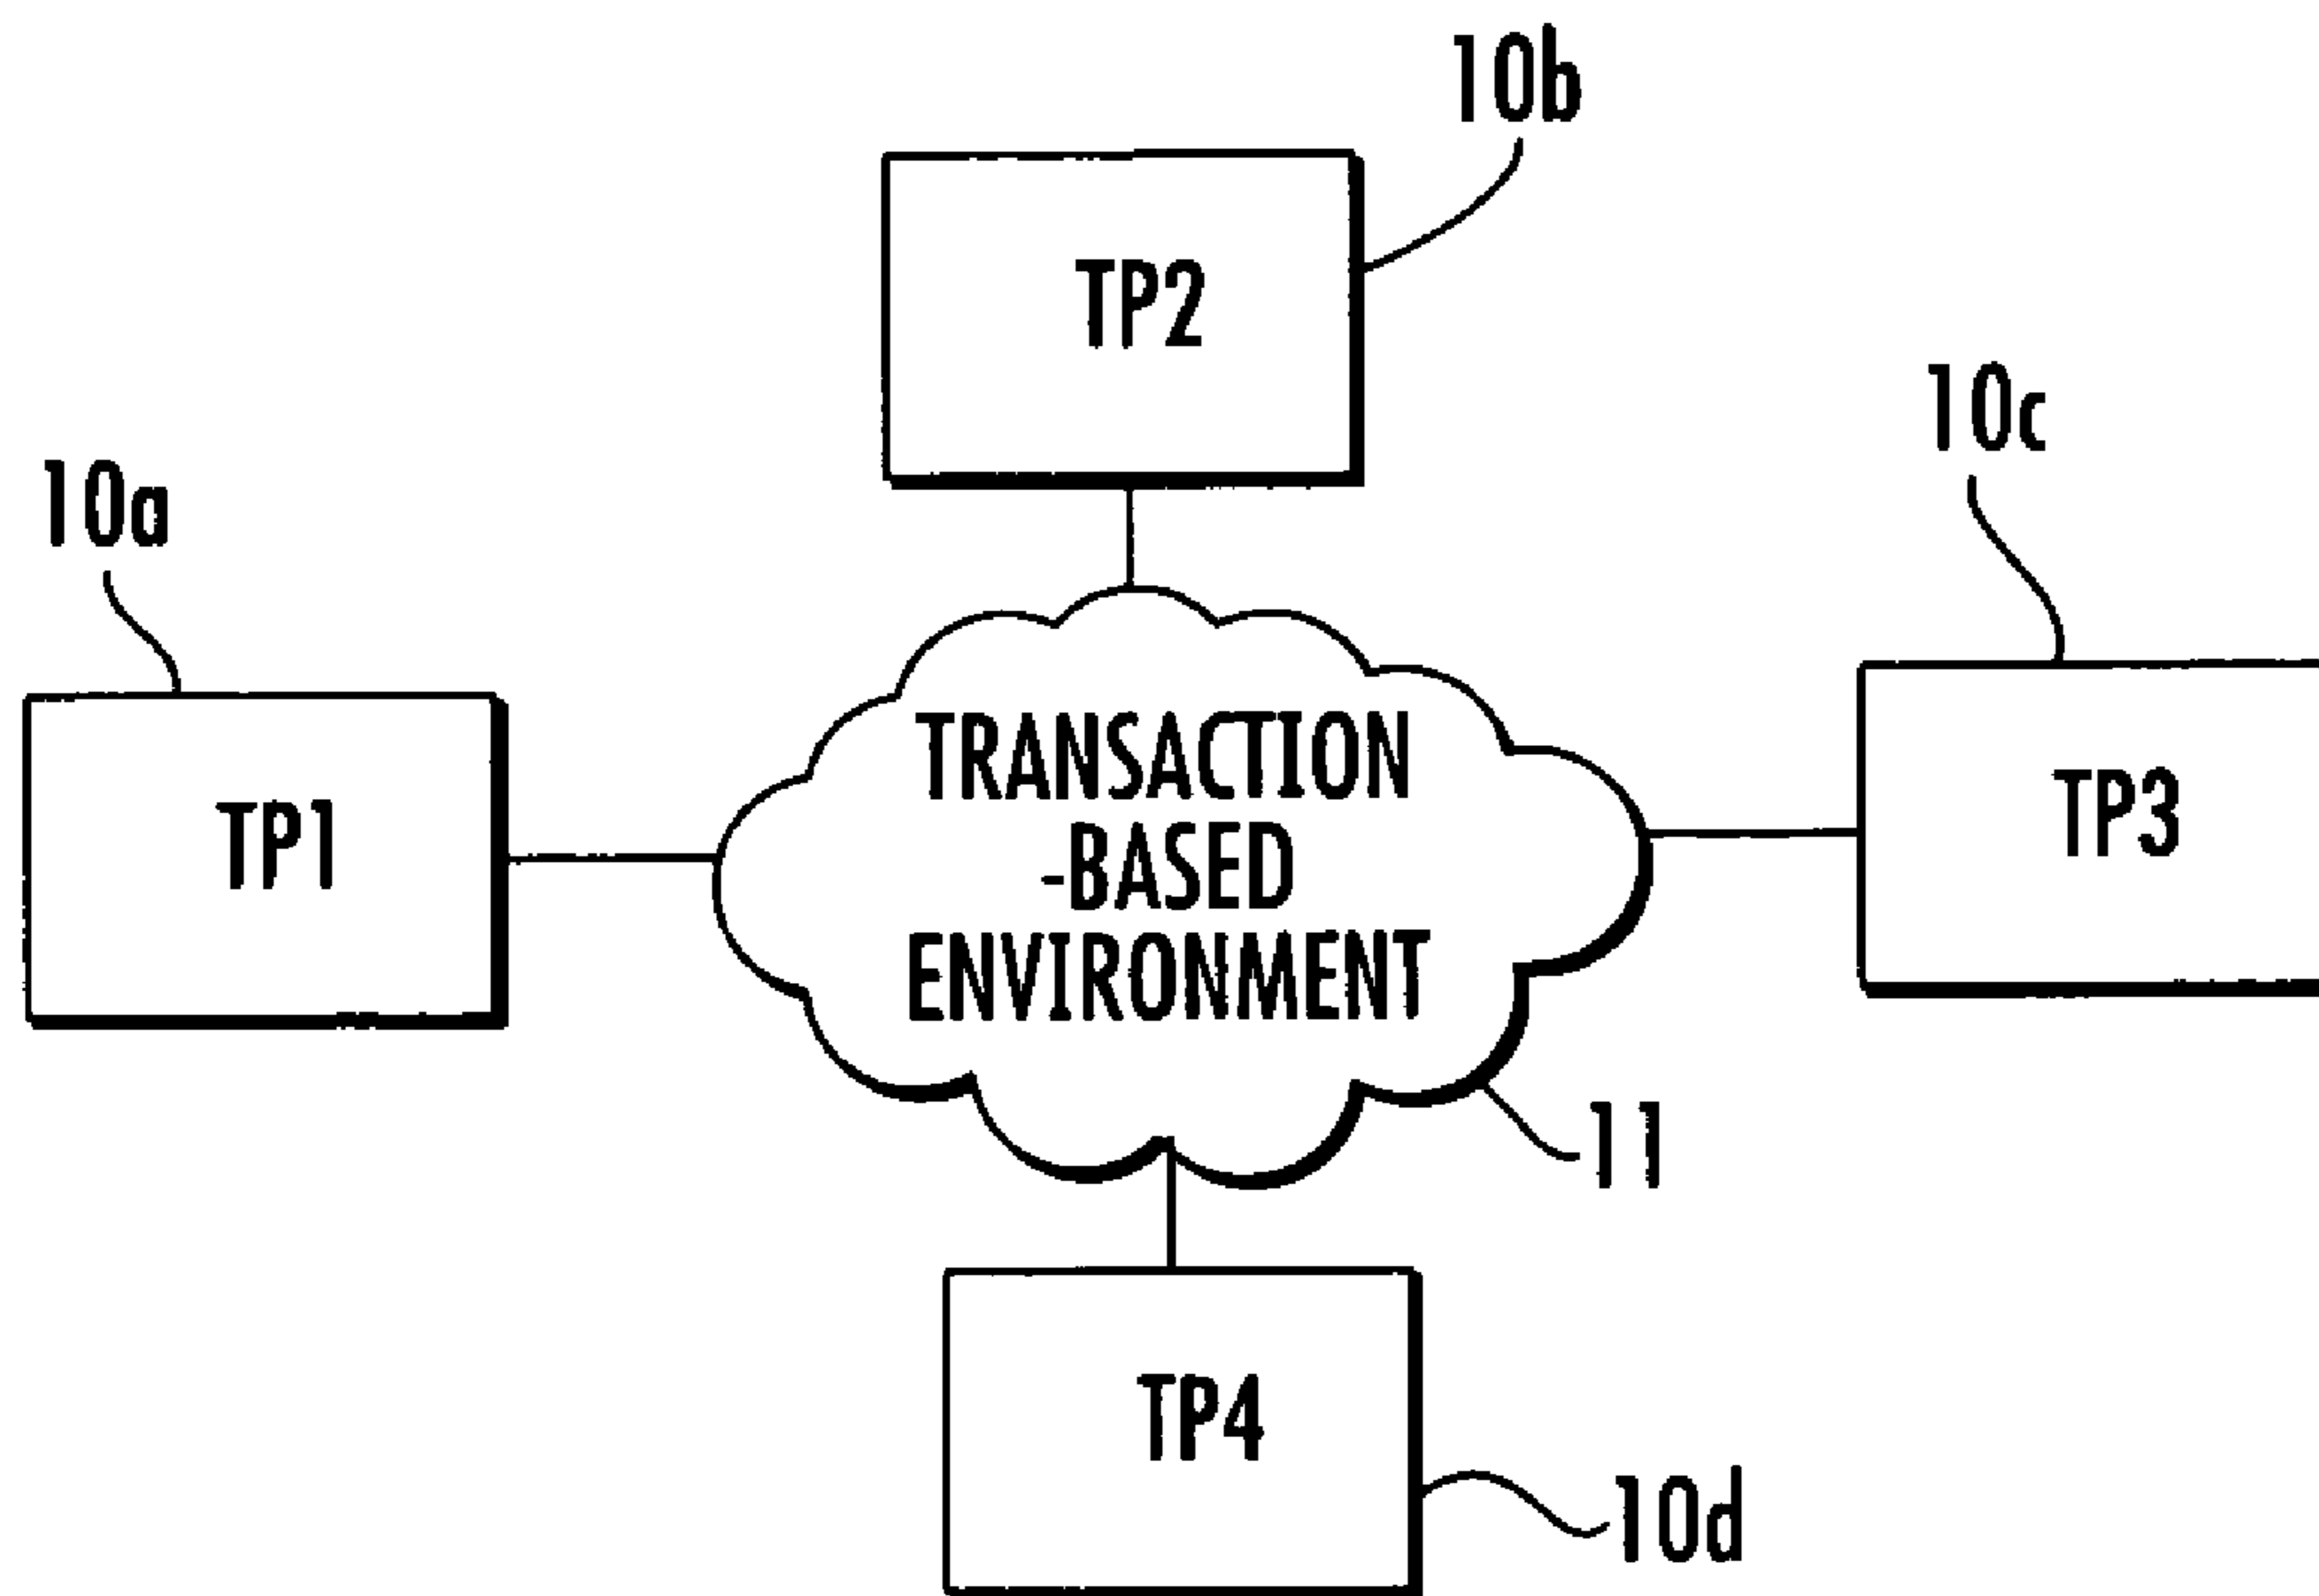 10b
TP2
10c
10a
TRANSACTION
-BASED
ENVIRONMENT
TP1
TP3
11
TP4
10d